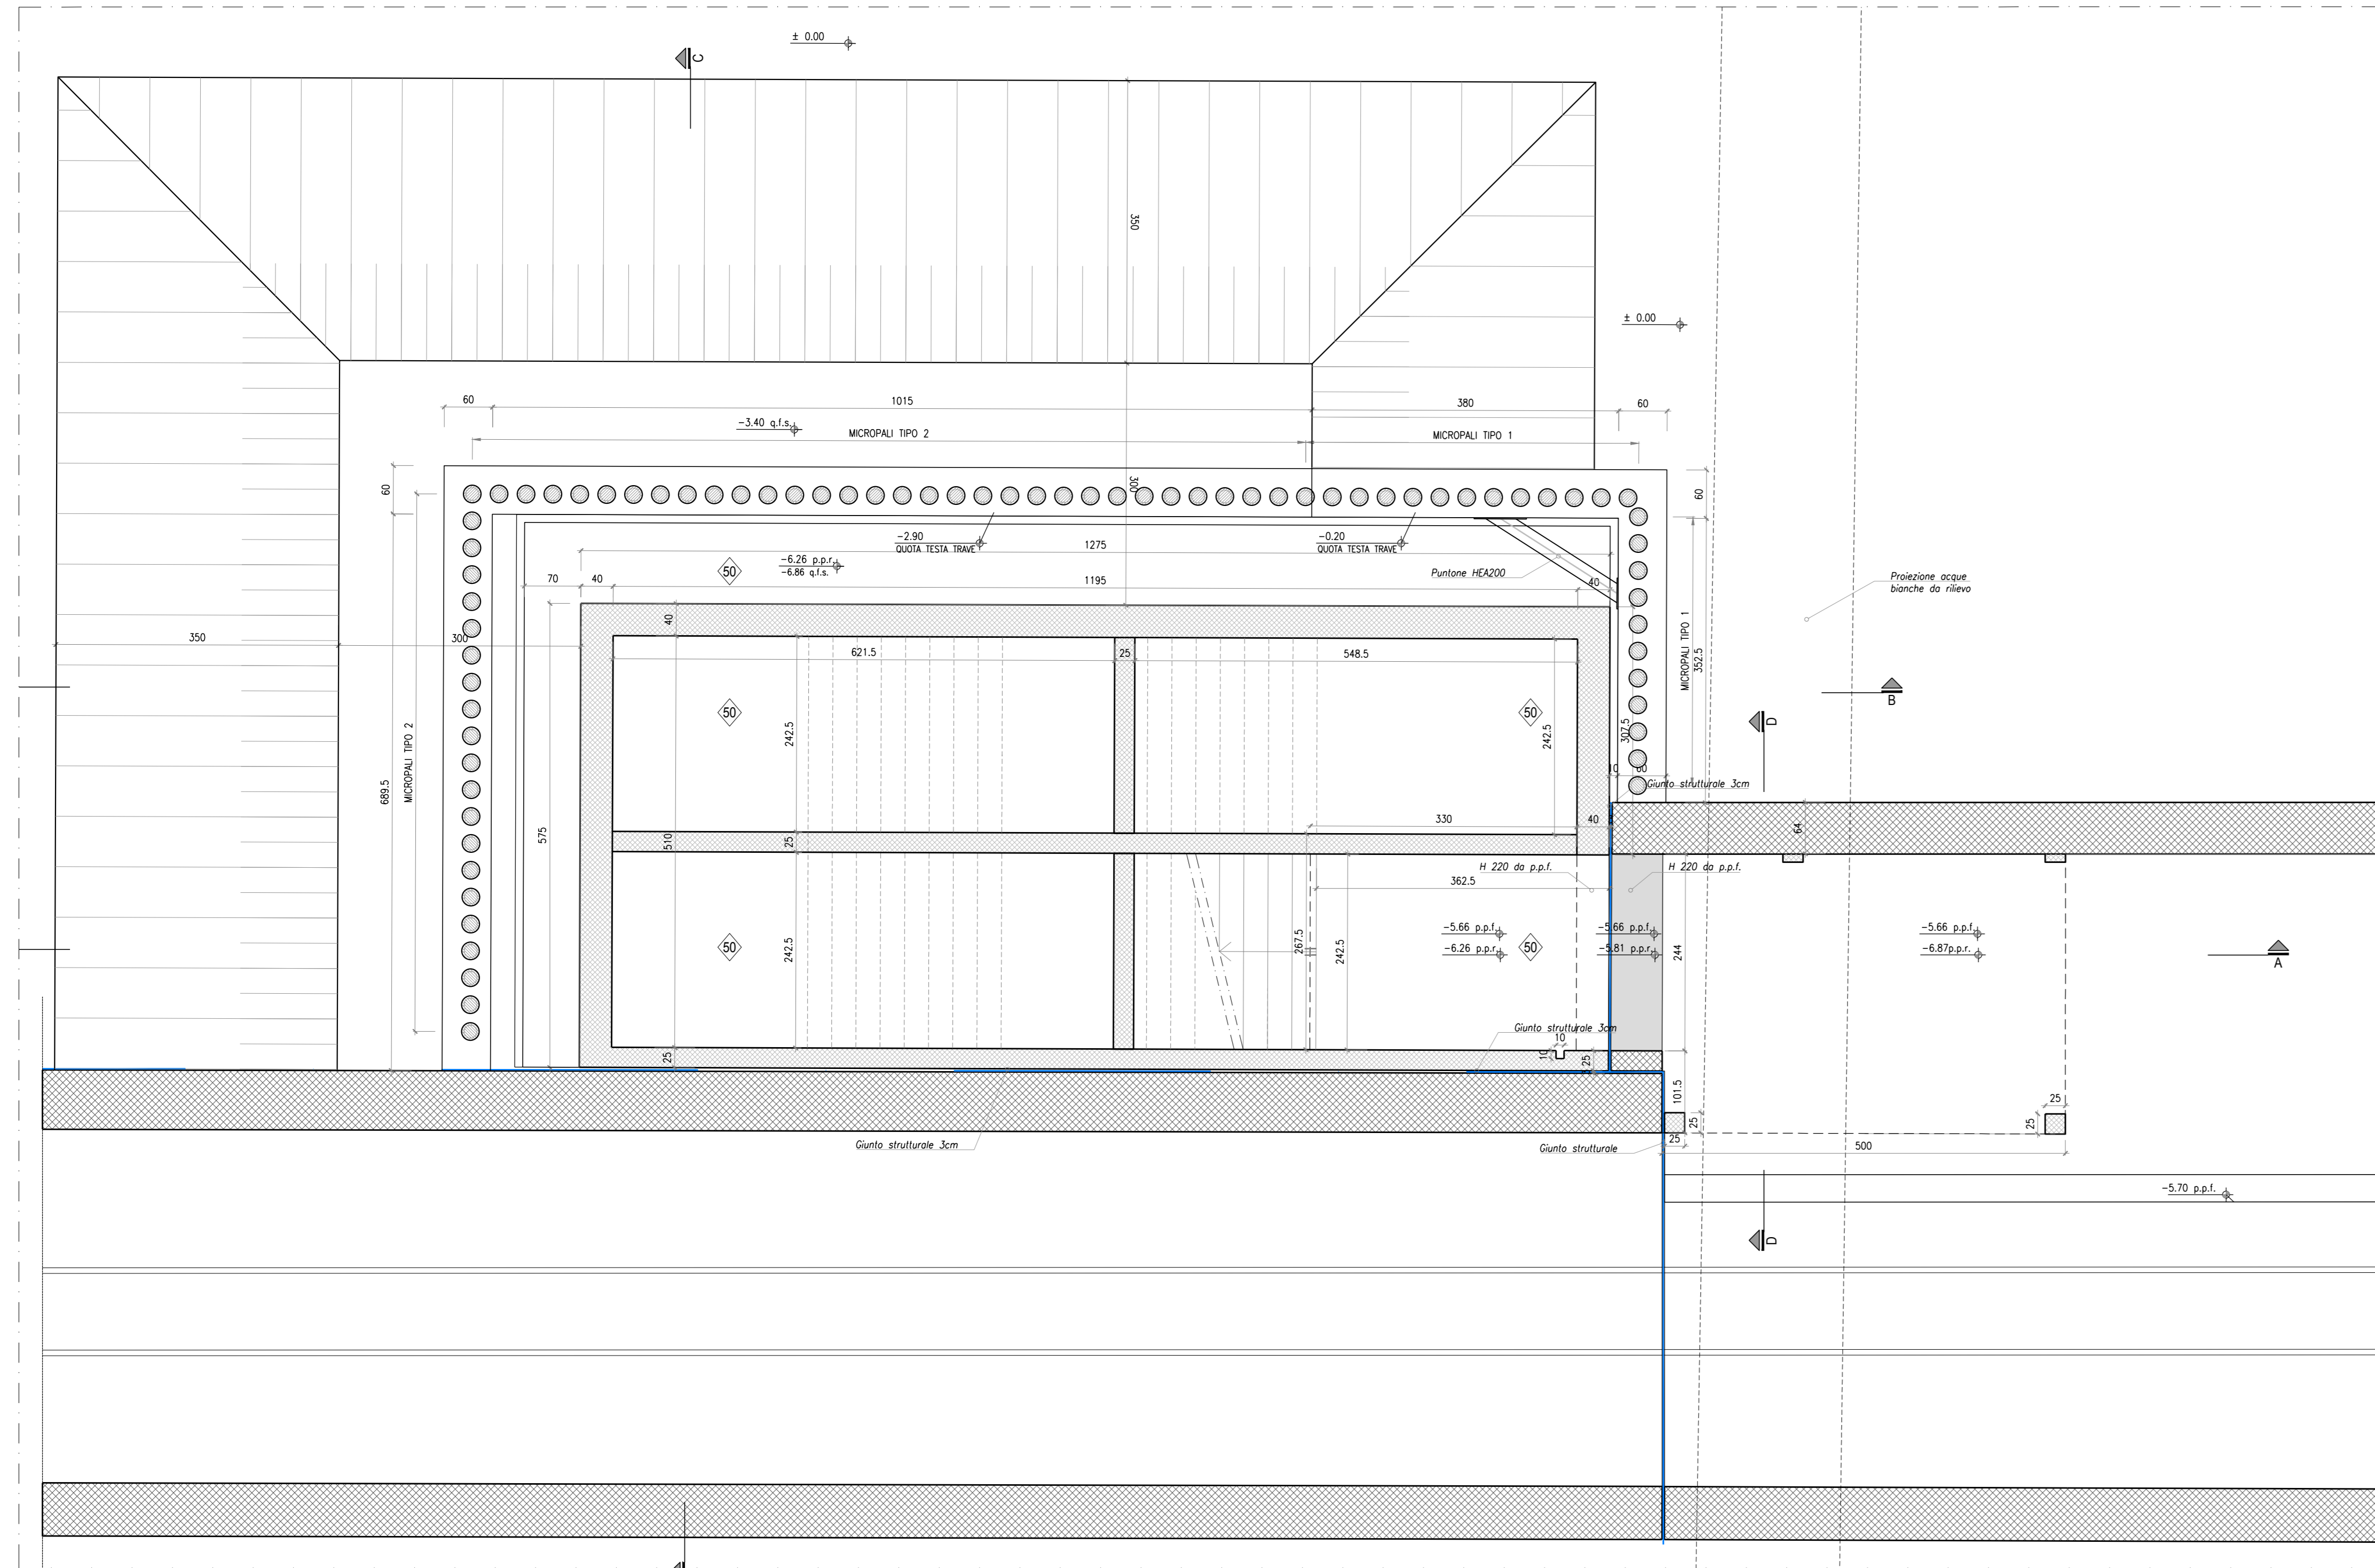 ± 0.00
C
350
± 0.00
60
1015
380
60
-3.40 q.f.s.
MICROPALI TIPO 2
MICROPALI TIPO 1
60
300
60
-2.90
QUOTA TESTA TRAVE
-0.20
QUOTA TESTA TRAVE
1275
-6.26 p.p.r.
-6.86 q.f.s.
50
Puntone HEA200
Proiezione acque
bianche da rilievo
70
40
1195
40
40
350
300
621.5
25
548.5
MICROPALI TIPO 1
352.5
50
50
242.5
242.5
307.5
B
D
MICROPALI TIPO 2
689.5
10
60
Giunto strutturale 3cm
575
510
25
330
40
64
H 220 da p.p.f.
H 220 da p.p.f.
362.5
-5.66 p.p.f.
-5.66 p.p.f.
-5.66 p.p.f.
50
242.5
267.5
242.5
-6.26 p.p.r.
50
-5.81 p.p.r.
244
-6.87p.p.r.
A
Giunto strutturale 3cm
10
25
10
25
101.5
25
25
25
Giunto strutturale 3cm
Giunto strutturale
25
500
-5.70 p.p.f.
D